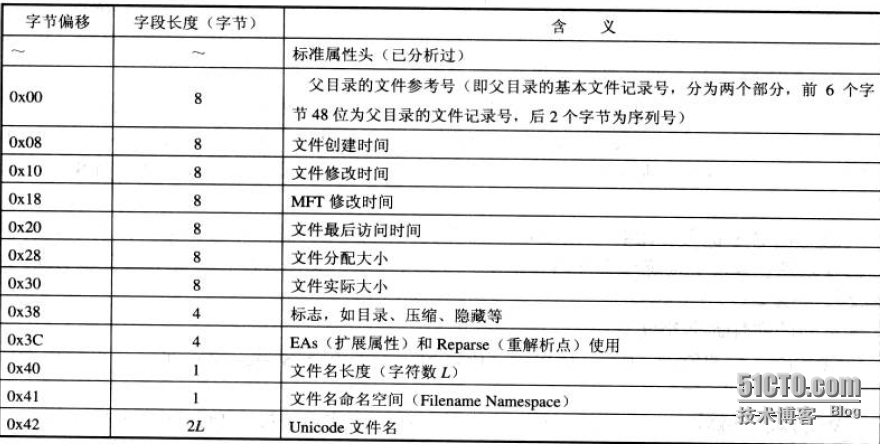 字节偏移 字段长度（字节） 含 义
～ ～ 标准属性头（已分析过）
0x00 8 父目录的文件参考号（即父目录的基本文件记录号，分为两个部分，前 6 个字
节 48 位为父目录的文件记录号，后 2 个字节为序列号）
0x08 8 文件创建时间
0x10 8 文件修改时间
0x18 8 MFT 修改时间
0x20 8 文件最后访问时间
0x28 8 文件分配大小
0x30 8 文件实际大小
0x38 4 标志，如目录、压缩、隐藏等
0x3C 4 EAs（扩展属性）和 Reparse（重解析点）使用
0x40 1 文件名长度（字符数 L）
0x41 1 文件名命名空间（Filename Namespace）
0x42 2L Unicode 文件名
51CTO.com
技术博客 Blog